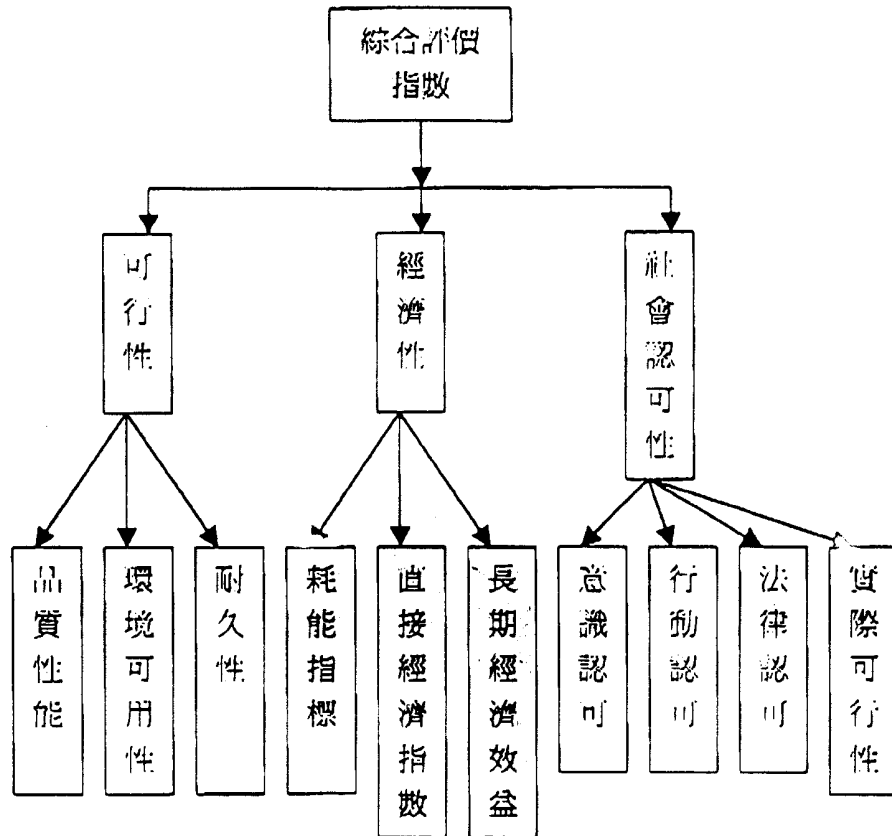 綜合評價
指數
可行性
經濟性
社會認可性
品質性能
環境可用性
耐久性
耗能指標
直接經濟指數
長期經濟效益
意識認可
行動認可
法律認可
實際可行性